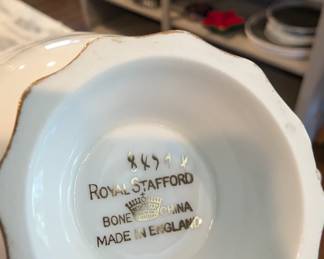 ROYAL STAFFORD
BONE CHINA
MADE IN ENGLAND